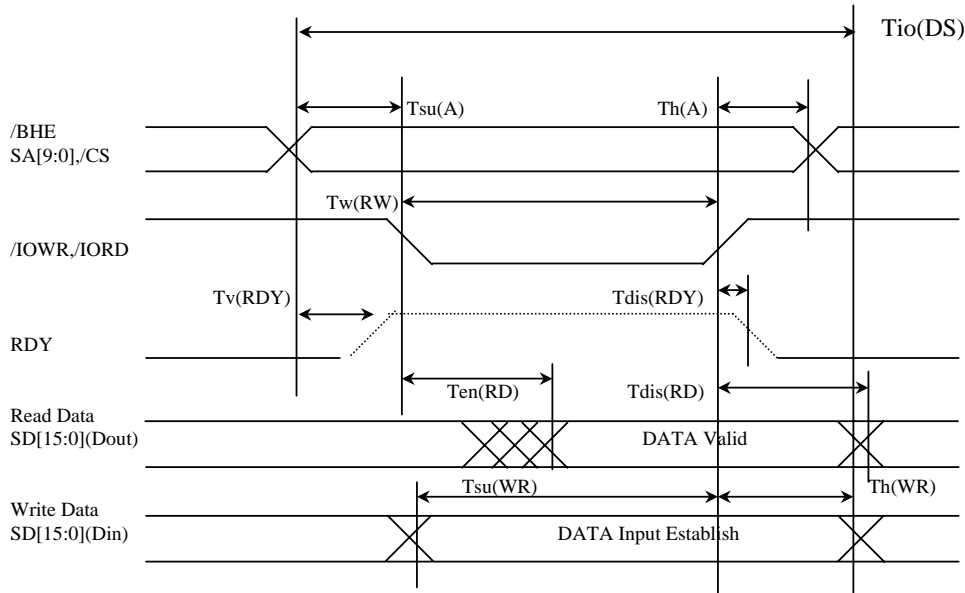 Tio(DS)
Tsu(A)
Th(A)
/BHE
SA[9:0],/CS
Tw(RW)
/IOWR,/IORD
Tv(RDY)
Tdis(RDY)
RDY
Ten(RD)
Tdis(RD)
Read Data
SD[15:0](Dout)
DATA Valid
Tsu(WR)
Th(WR)
Write Data
SD[15:0](Din)
DATA Input Establish